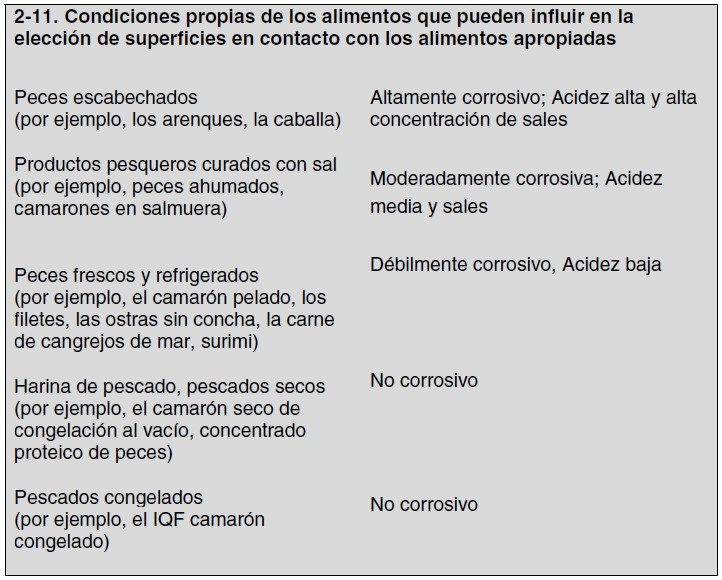 2-11. Condiciones propias de los alimentos que pueden influir en la
elección de superficies en contacto con los alimentos apropiadas
Peces escabechados
(por ejemplo, los arenques, la caballa)
Altamente corrosivo; Acidez alta y alta
concentración de sales
Productos pesqueros curados con sal
(por ejemplo, peces ahumados,
camarones en salmuera)
Moderadamente corrosiva; Acidez
media y sales
Peces frescos y refrigerados
(por ejemplo, el camarón pelado, los
filetes, las ostras sin concha, la carne
de cangrejos de mar, surimi)
Débilmente corrosivo, Acidez baja
Harina de pescado, pescados secos
(por ejemplo, el camarón seco de
congelación al vacío, concentrado
proteico de peces)
No corrosivo
Pescados congelados
(por ejemplo, el IQF camarón
congelado)
No corrosivo